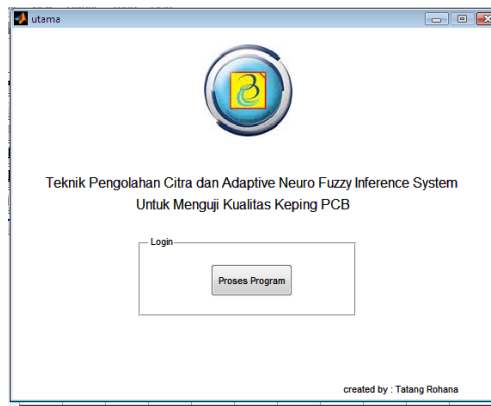 utama
Teknik Pengolahan Citra dan Adaptive Neuro Fuzzy Inference System
Untuk Menguji Kualitas Keping PCB
Login
Proses Program
created by : Tatang Rohana